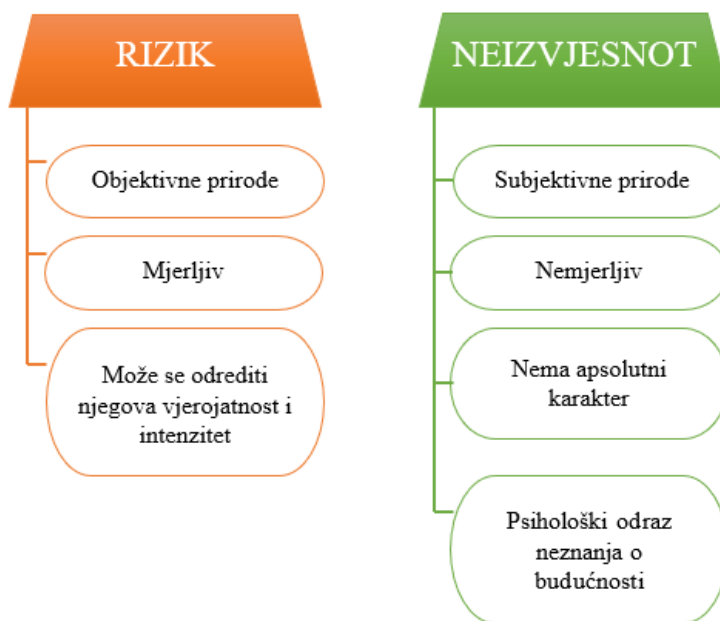 RIZIK
Objektivne prirode
Mjerljiv
Može se odrediti
njegova vjerojatnost i
intenzitet
NEIZVJESNOT
Subjektivne prirode
Nemjerljiv
Nema apsolutni
karakter
Psihološki odraz
neznanja o
budućnosti